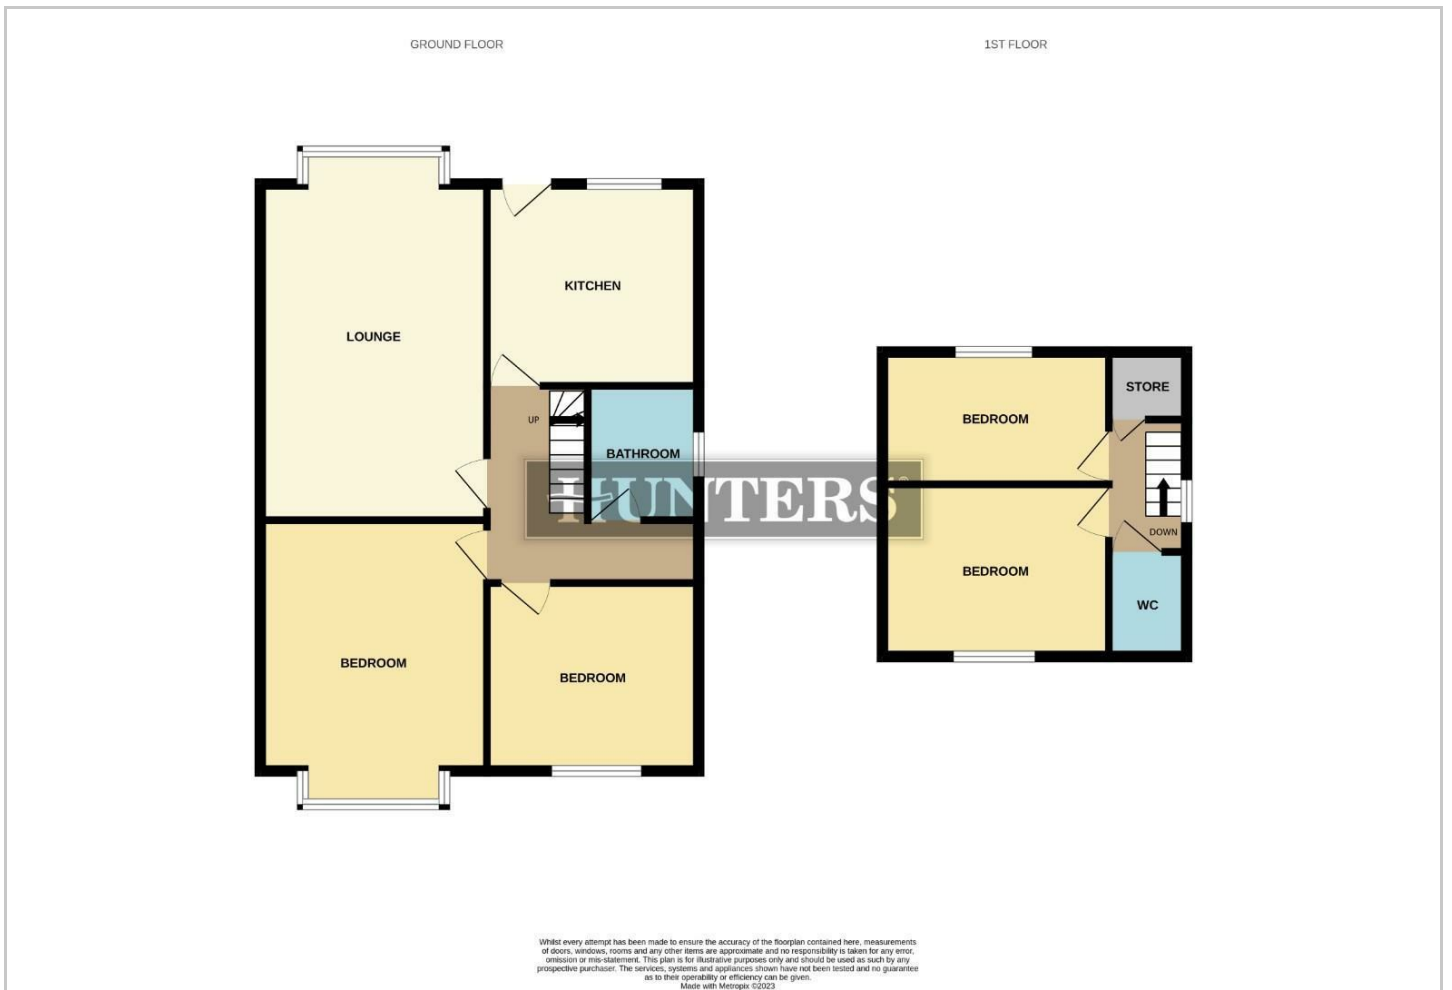 GROUND FLOOR
1ST FLOOR
KITCHEN
LOUNGE
UP
BATHROOM
BEDROOM
BEDROOM
STORE
BEDROOM
DOWN
BEDROOM
WC
HUNTERS®
Whilst every attempt has been made to ensure the accuracy of the floorplan contained here, measurements
of doors, windows, rooms and any other items are approximate and no responsibility is taken for any error,
omission or mis-statement. This plan is for illustrative purposes only and should be used as such by any
prospective purchaser. The services, systems and appliances shown have not been tested and no guarantee
as to their operability or efficiency can be given.
Made with Metropix ©2023